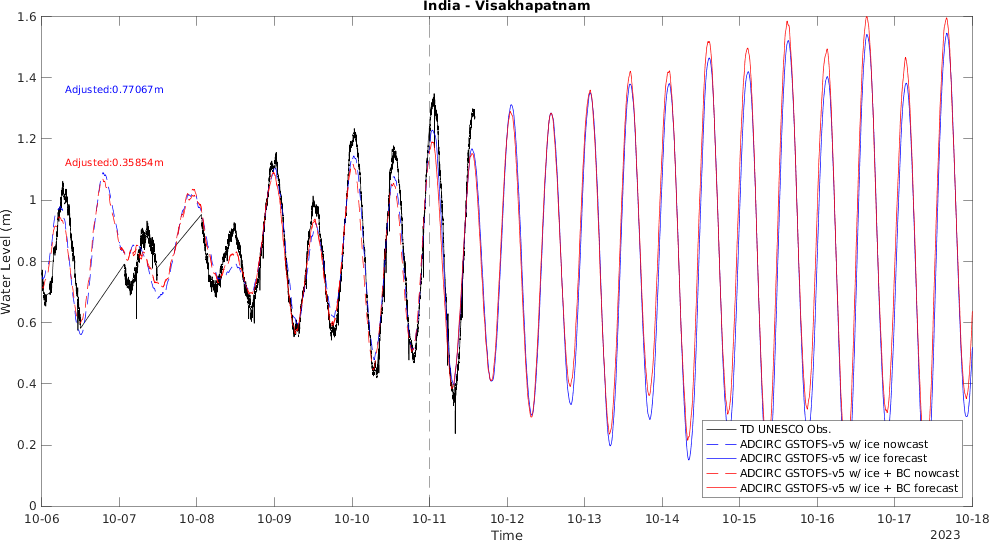 India - Visakhapatnam
Water Level (m)
1.6
1.4
1.2
1
0.8
0.6
0.4
0.2
0
Adjusted:0.77067m
Adjusted:0.35854m
TD UNESCO Obs.
ADCIRC GSTOFS-v5 w/ ice nowcast
ADCIRC GSTOFS-v5 w/ ice forecast
ADCIRC GSTOFS-v5 w/ ice + BC nowcast
ADCIRC GSTOFS-v5 w/ ice + BC forecast
10-06 10-07 10-08 10-09 10-10 10-11 10-12 10-13 10-14 10-15 10-16 10-17 10-18
Time
2023